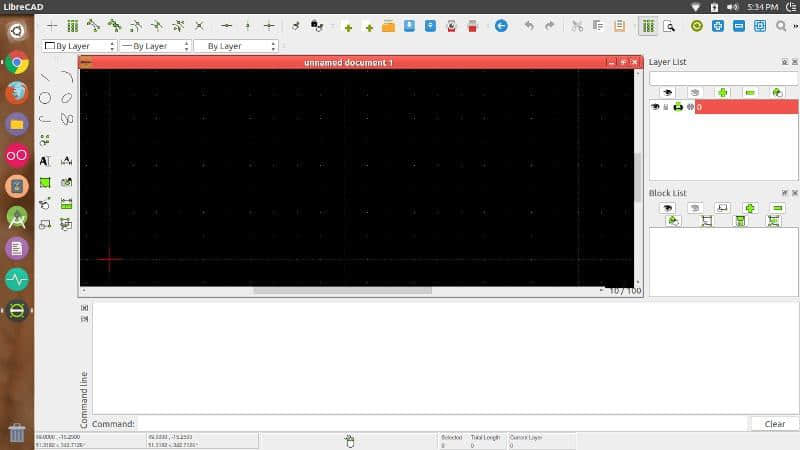 LibreCAD
5:34 PM
By Layer
By Layer
By Layer
unnamed document 1
Layer List
0
Block List
10 / 100
Command line
Command:
Clear
Selected
0
Total Length
0
Current Layer
0